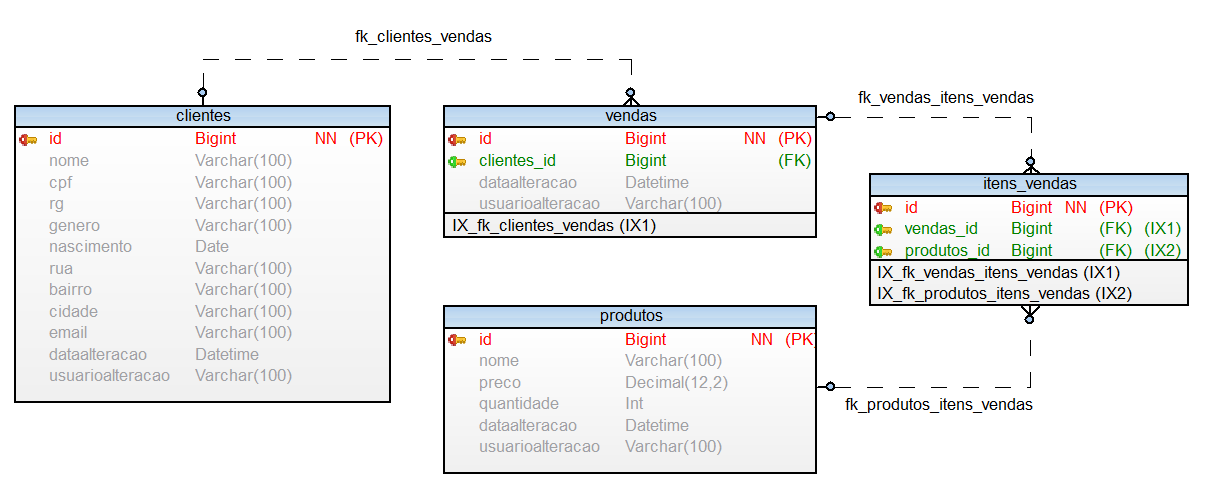 fk_clientes_vendas
clientes
id Bigint NN (PK)
nome Varchar(100)
cpf Varchar(100)
rg Varchar(100)
genero Varchar(100)
nascimento Date
rua Varchar(100)
bairro Varchar(100)
cidade Varchar(100)
email Varchar(100)
dataalteracao Datetime
usuarioalteracao Varchar(100)
vendas
id Bigint NN (PK)
clientes_id Bigint (FK)
dataalteracao Datetime
usuarioalteracao Varchar(100)
IX_fk_clientes_vendas (IX1)
fk_vendas_itens_vendas
itens_vendas
id Bigint NN (PK)
vendas_id Bigint (FK) (IX1)
produtos_id Bigint (FK) (IX2)
IX_fk_vendas_itens_vendas (IX1)
IX_fk_produtos_itens_vendas (IX2)
produtos
id Bigint NN (PK
nome Varchar(100)
preco Decimal(12,2)
quantidade Int
dataalteracao Datetime
usuarioalteracao Varchar(100)
fk_produtos_itens_vendas